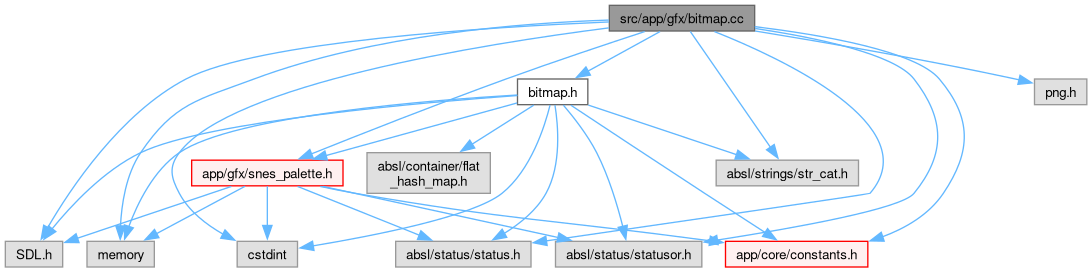 src/app/gfx/bitmap.cc
bitmap.h
png.h
app/gfx/snes_palette.h
absl/container/flat
_hash_map.h
absl/strings/str_cat.h
SDL.h
memory
cstdint
absl/status/status.h
absl/status/statusor.h
app/core/constants.h